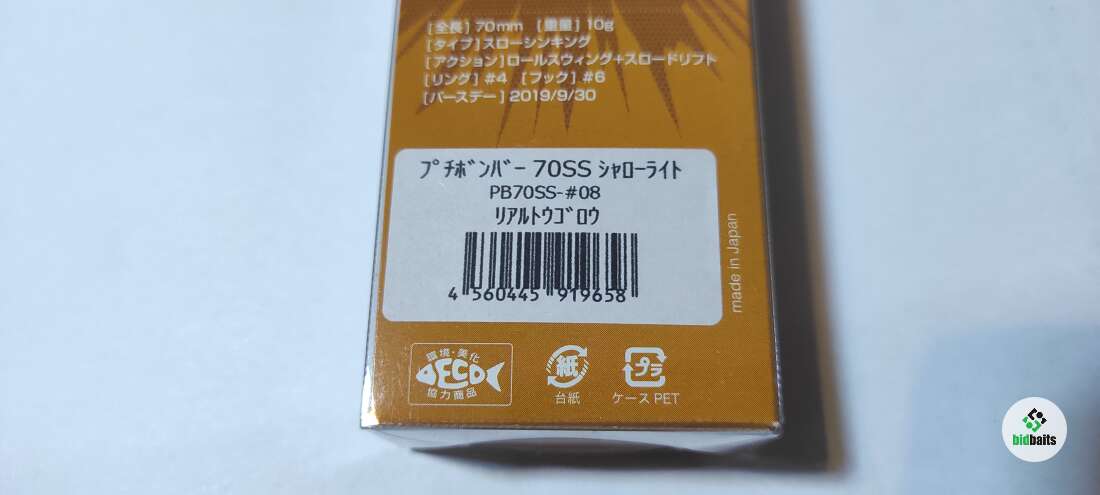 [全長] 70mm [重量] 10g
[タイプ] スローシンキング
[アクション] ロールスウィング+スロードリフト
[リング] #4 [フック] #6
[バースデー] 2019/9/30
プチボンバー 70SS シャローライト
PB70SS-#08
リアルトウゴロウ
4 560445 919658
made in Japan
環境・美化
ECO
協力商品
紙
台紙
プラ
ケース PET
bidbaits